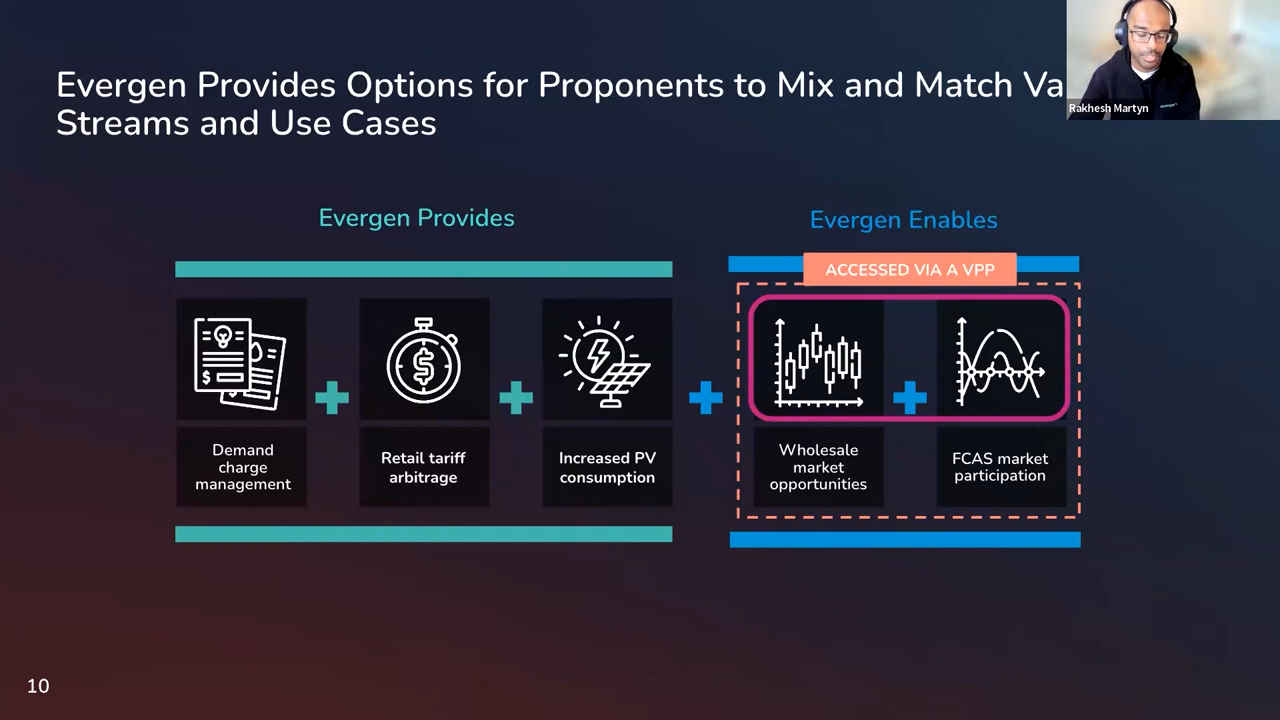 Evergen Provides Options for Proponents to Mix and Match
Streams and Use Cases
Rakhesh Martyn
Evergen Provides
Evergen Enables
ACCESSED VIA A VPP
Demand
charge
management
Retail tariff
arbitrage
Increased PV
consumption
Wholesale
market
opportunities
FCAS market
participation
10